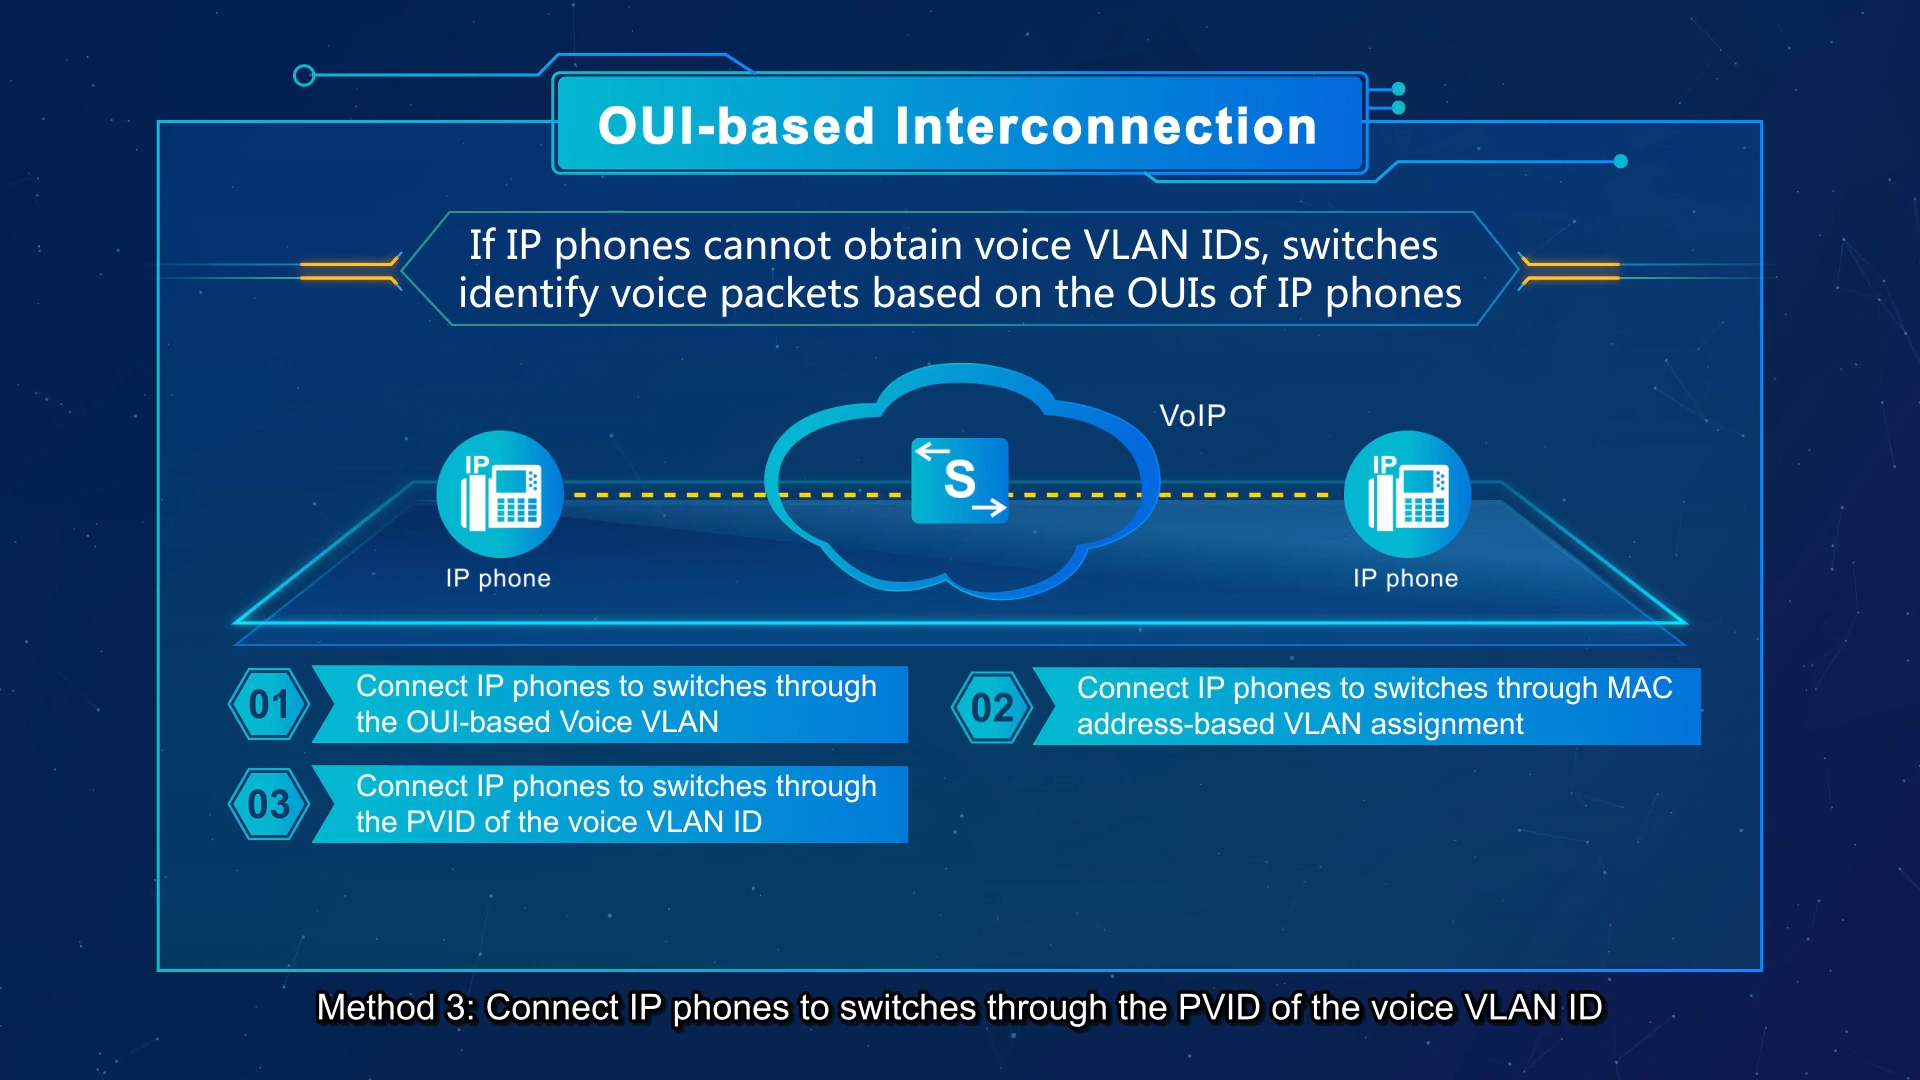 OUI-based Interconnection
If IP phones cannot obtain voice VLAN IDs, switches
identify voice packets based on the OUIs of IP phones
VoIP
IP
S
IP
IP phone
IP phone
01
Connect IP phones to switches through
the OUI-based Voice VLAN
02
Connect IP phones to switches through MAC
address-based VLAN assignment
03
Connect IP phones to switches through
the PVID of the voice VLAN ID
Method 3: Connect IP phones to switches through the PVID of the voice VLAN ID